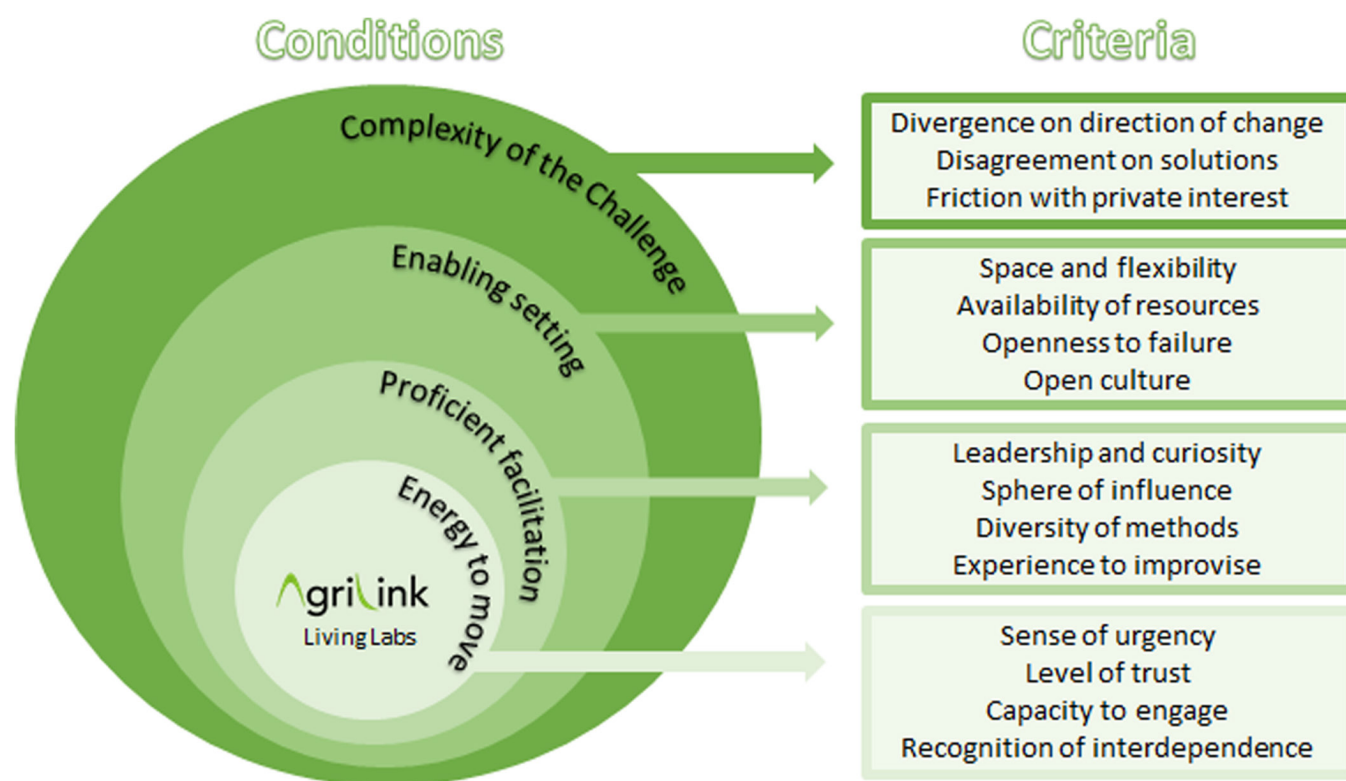 Conditions
Criteria
Complexity of the Challenge
Enabling setting
Proficient facilitation
Energy to move
AgriLink
Living Labs
Divergence on direction of change
Disagreement on solutions
Friction with private interest
Space and flexibility
Availability of resources
Openness to failure
Open culture
Leadership and curiosity
Sphere of influence
Diversity of methods
Experience to improvise
Sense of urgency
Level of trust
Capacity to engage
Recognition of interdependence